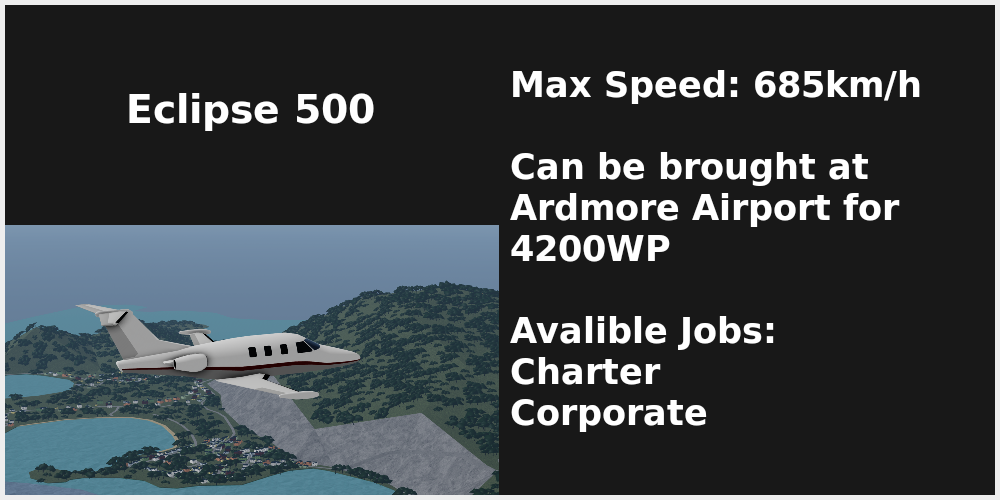 Eclipse 500
Max Speed: 685km/h
Can be brought at
Ardmore Airport for
4200WP
Avalible Jobs:
Charter
Corporate